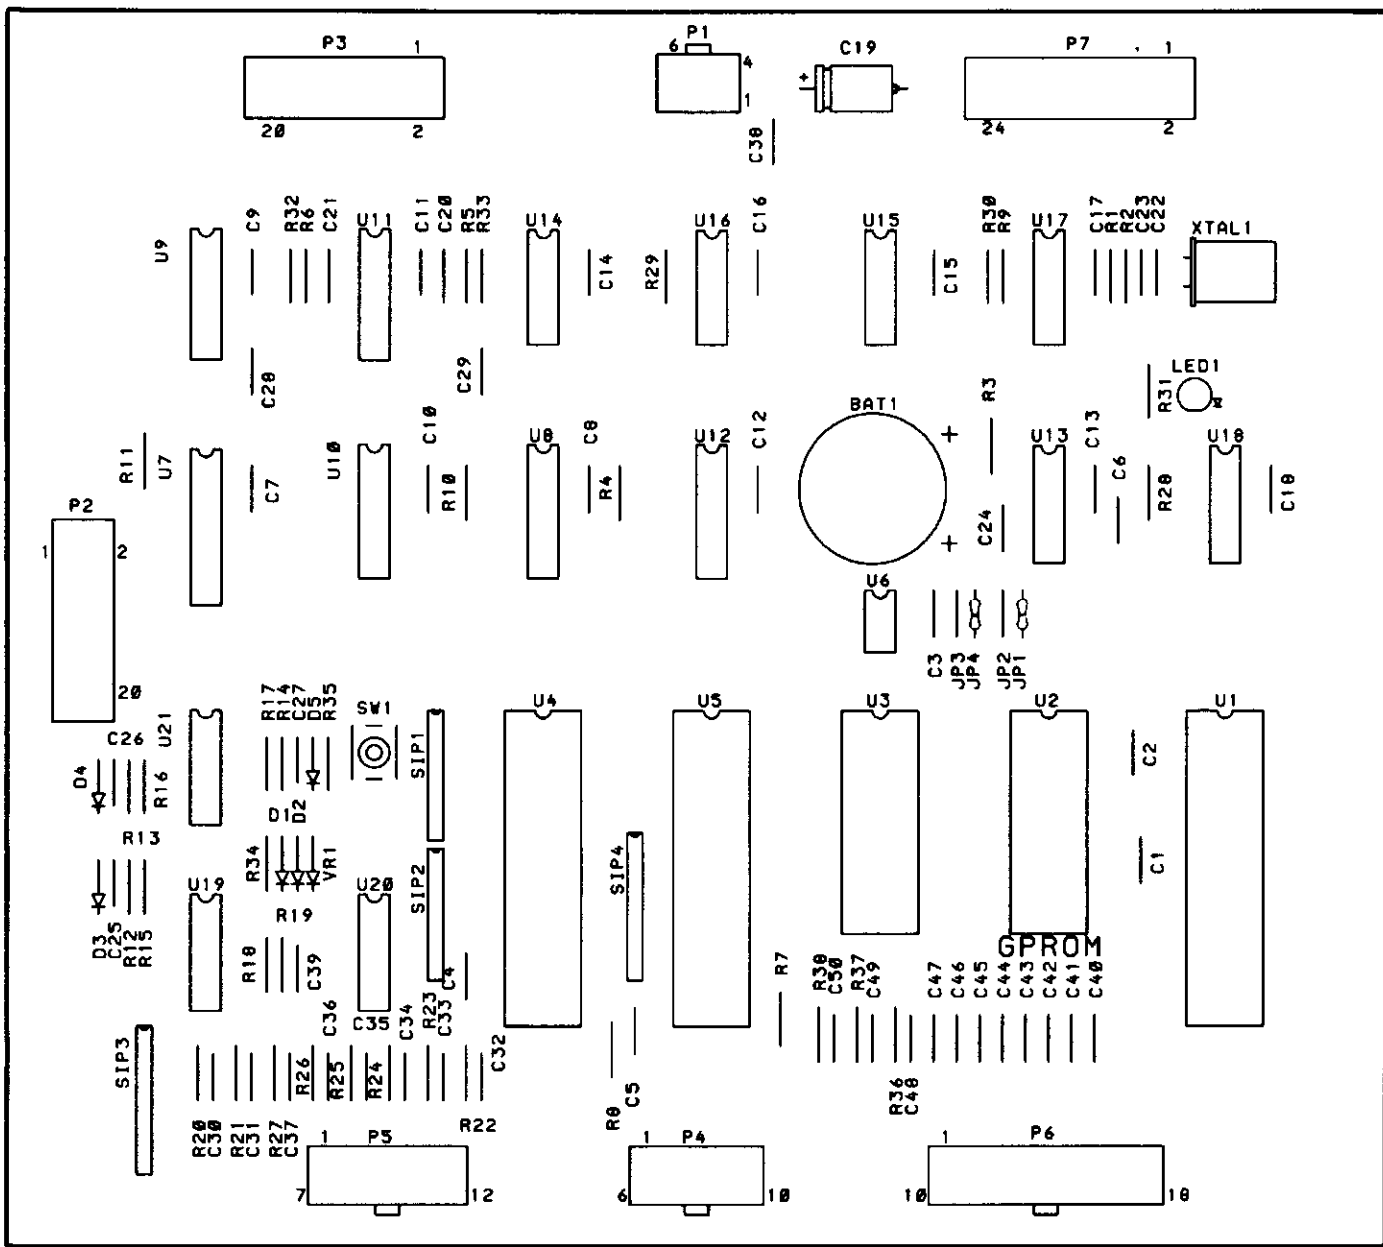 P3
1
20
2
P1
6
4
1
C19
+
P7
1
24
2
C38
U9
C9
R32
R6
C21
U11
C11
C20
R5
R33
U14
C14
R29
U16
C16
U15
C15
R30
R9
U17
C17
R1
R2
C23
C22
XTAL1
C28
C29
BAT1
+
+
R3
R31
LED1
R11
U7
C7
U10
C10
R10
U8
C8
R4
U12
C12
C24
U13
C13
C6
R28
U18
C18
P2
1
2
20
U6
C3
JP3
JP4
JP2
JP1
C26
U21
D4
R16
R17
R14
C27
D5
R35
SW1
SIP1
U4
U5
U3
U2
U1
C2
R13
D1
D2
R34
VR1
U19
U20
SIP2
SIP4
C1
D3
C25
R12
R15
R19
R18
C39
C4
GPROM
R7
R38
C50
R37
C49
C47
C46
C45
C44
C43
C42
C41
C40
C36
C35
C34
R23
C33
C32
SIP3
R26
R25
R24
R8
C5
R36
C48
R20
C30
R21
C31
R27
C37
R22
P5
1
7
12
P4
1
6
10
P6
1
10
18